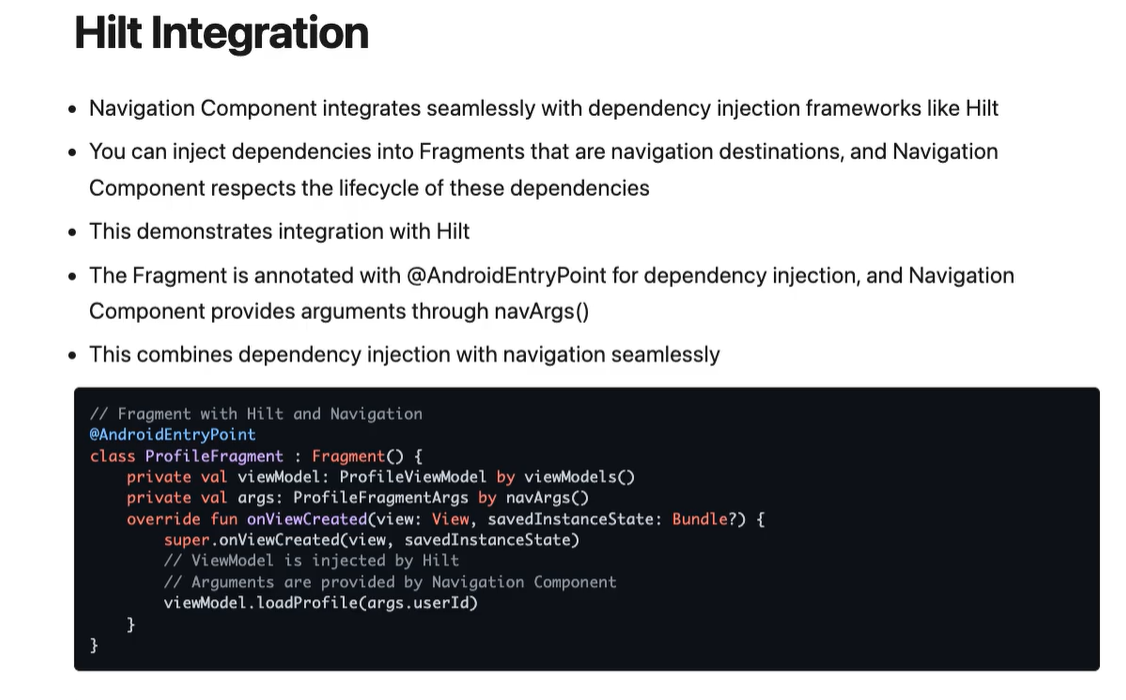 Hilt Integration
• Navigation Component integrates seamlessly with dependency injection frameworks like Hilt
• You can inject dependencies into Fragments that are navigation destinations, and Navigation
Component respects the lifecycle of these dependencies
• This demonstrates integration with Hilt
• The Fragment is annotated with @AndroidEntryPoint for dependency injection, and Navigation
Component provides arguments through navArgs()
• This combines dependency injection with navigation seamlessly
// Fragment with Hilt and Navigation
@AndroidEntryPoint
class ProfileFragment : Fragment() {
    private val viewModel: ProfileViewModel by viewModels()
    private val args: ProfileFragmentArgs by navArgs()
    override fun onViewCreated(view: View, savedInstanceState: Bundle?) {
        super.onViewCreated(view, savedInstanceState)
        // ViewModel is injected by Hilt
        // Arguments are provided by Navigation Component
        viewModel.loadProfile(args.userId)
    }
}